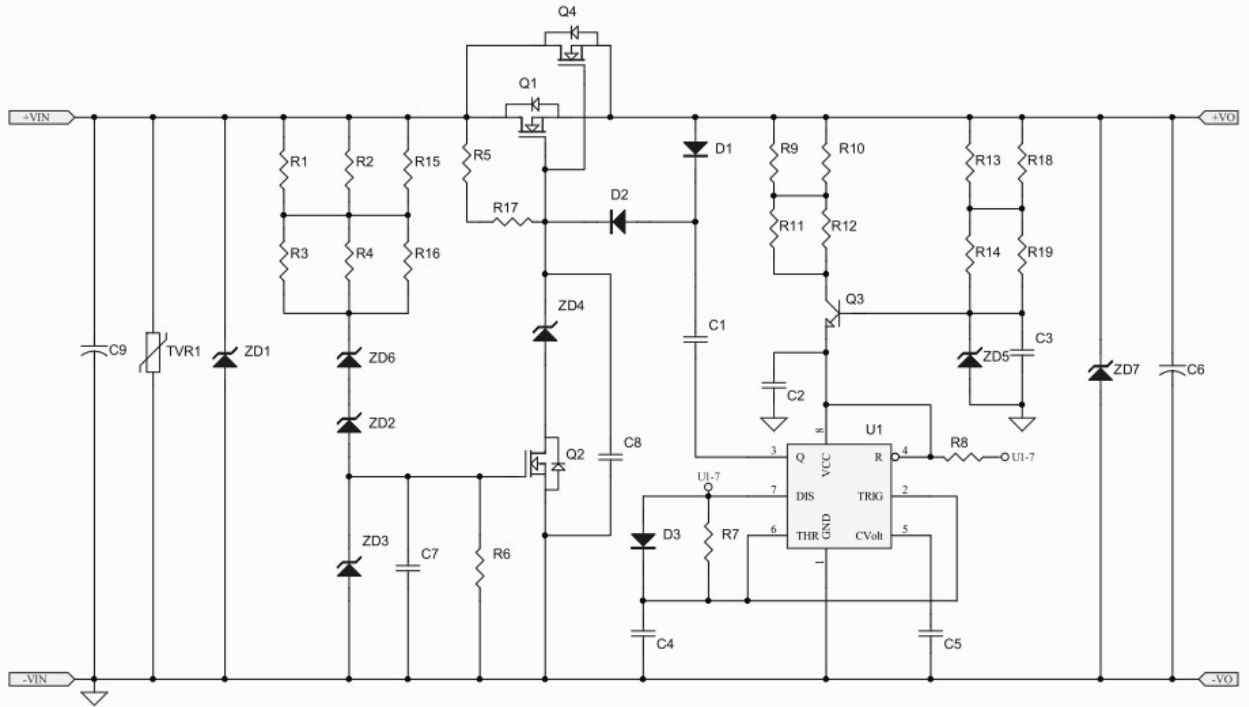 Q4
Q1
+VIN
+VO
R1
R2
R15
R5
D1
R9
R10
R13
R18
R17
D2
R3
R4
R16
R11
R12
R14
R19
Q3
ZD4
C1
C9
TVR1
ZD1
ZD6
C2
ZD5
C3
ZD7
C6
ZD2
U1
Q2
C8
3
Q
8
VCC
R
4
R8
U1-7
U1-7
7
DIS
TRIG
2
ZD3
C7
R6
D3
R7
6
THR
GND
CVolt
5
1
C4
C5
-VIN
-VO